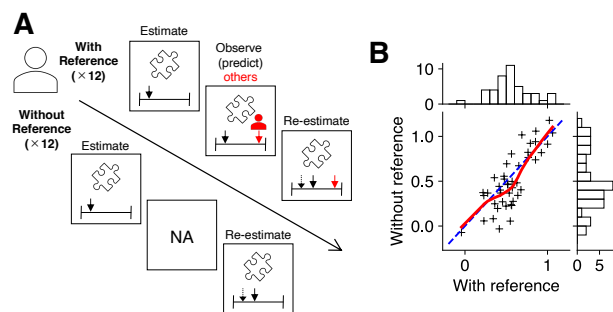 A
With
Reference
(×12)
Estimate
Observe
(predict)
others
Re-estimate
Without
Reference
(×12)
Estimate
NA
Re-estimate
B
10
0
Without reference
1.0
0.5
0.0
0
1
With reference
0
5